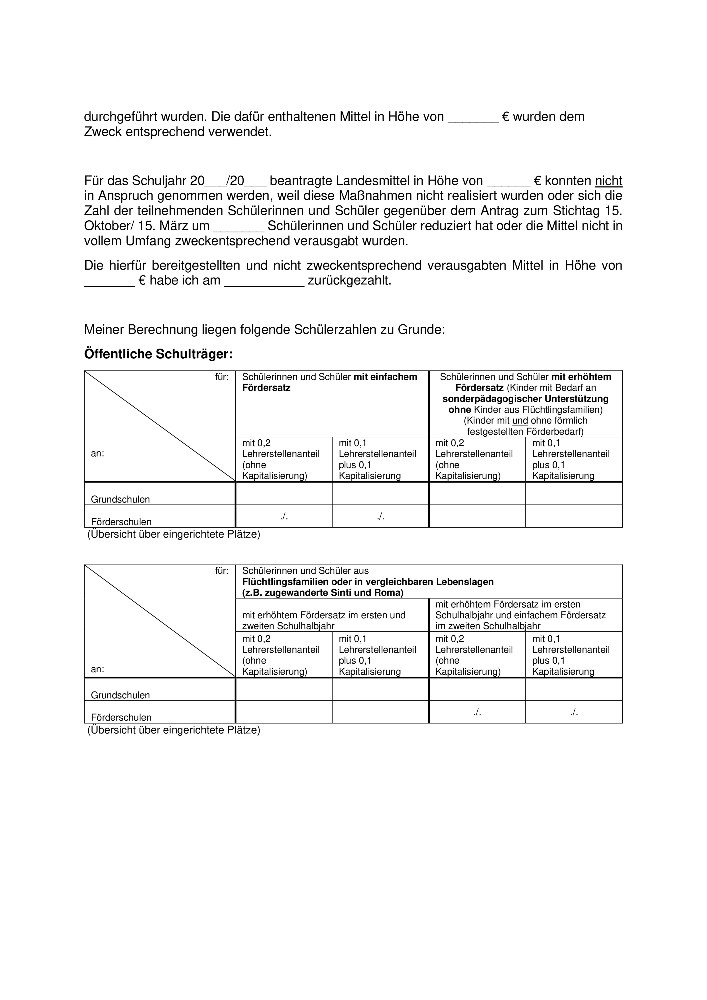 durchgeführt wurden. Die dafür enthaltenen Mittel in Höhe von _______ € wurden dem
Zweck entsprechend verwendet.
Für das Schuljahr 20___/20___ beantragte Landesmittel in Höhe von ______ € konnten nicht
in Anspruch genommen werden, weil diese Maßnahmen nicht realisiert wurden oder sich die
Zahl der teilnehmenden Schülerinnen und Schüler gegenüber dem Antrag zum Stichtag 15.
Oktober/ 15. März um _______ Schülerinnen und Schüler reduziert hat oder die Mittel nicht in
vollem Umfang zweckentsprechend verausgabt wurden.
Die hierfür bereitgestellten und nicht zweckentsprechend verausgabten Mittel in Höhe von
_______ € habe ich am ___________ zurückgezahlt.
Meiner Berechnung liegen folgende Schülerzahlen zu Grunde:
Öffentliche Schulträger:
für:
an:
Schülerinnen und Schüler mit einfachem
Fördersatz
Schülerinnen und Schüler mit erhöhtem
Fördersatz (Kinder mit Bedarf an
sonderpädagogischer Unterstützung
ohne Kinder aus Flüchtlingsfamilien)
(Kinder mit und ohne förmlich
festgestellten Förderbedarf)
mit 0,2
Lehrerstellenanteil
(ohne
Kapitalisierung)
mit 0,1
Lehrerstellenanteil
plus 0,1
Kapitalisierung
mit 0,2
Lehrerstellenanteil
(ohne
Kapitalisierung)
mit 0,1
Lehrerstellenanteil
plus 0,1
Kapitalisierung
Grundschulen
Förderschulen ./. ./.
(Übersicht über eingerichtete Plätze)
für:
an:
Schülerinnen und Schüler aus
Flüchtlingsfamilien oder in vergleichbaren Lebenslagen
(z.B. zugewanderte Sinti und Roma)
mit erhöhtem Fördersatz im ersten und
zweiten Schulhalbjahr
mit erhöhtem Fördersatz im ersten
Schulhalbjahr und einfachem Fördersatz
im zweiten Schulhalbjahr
mit 0,2
Lehrerstellenanteil
(ohne
Kapitalisierung)
mit 0,1
Lehrerstellenanteil
plus 0,1
Kapitalisierung
mit 0,2
Lehrerstellenanteil
(ohne
Kapitalisierung)
mit 0,1
Lehrerstellenanteil
plus 0,1
Kapitalisierung
Grundschulen
Förderschulen ./. ./.
(Übersicht über eingerichtete Plätze)